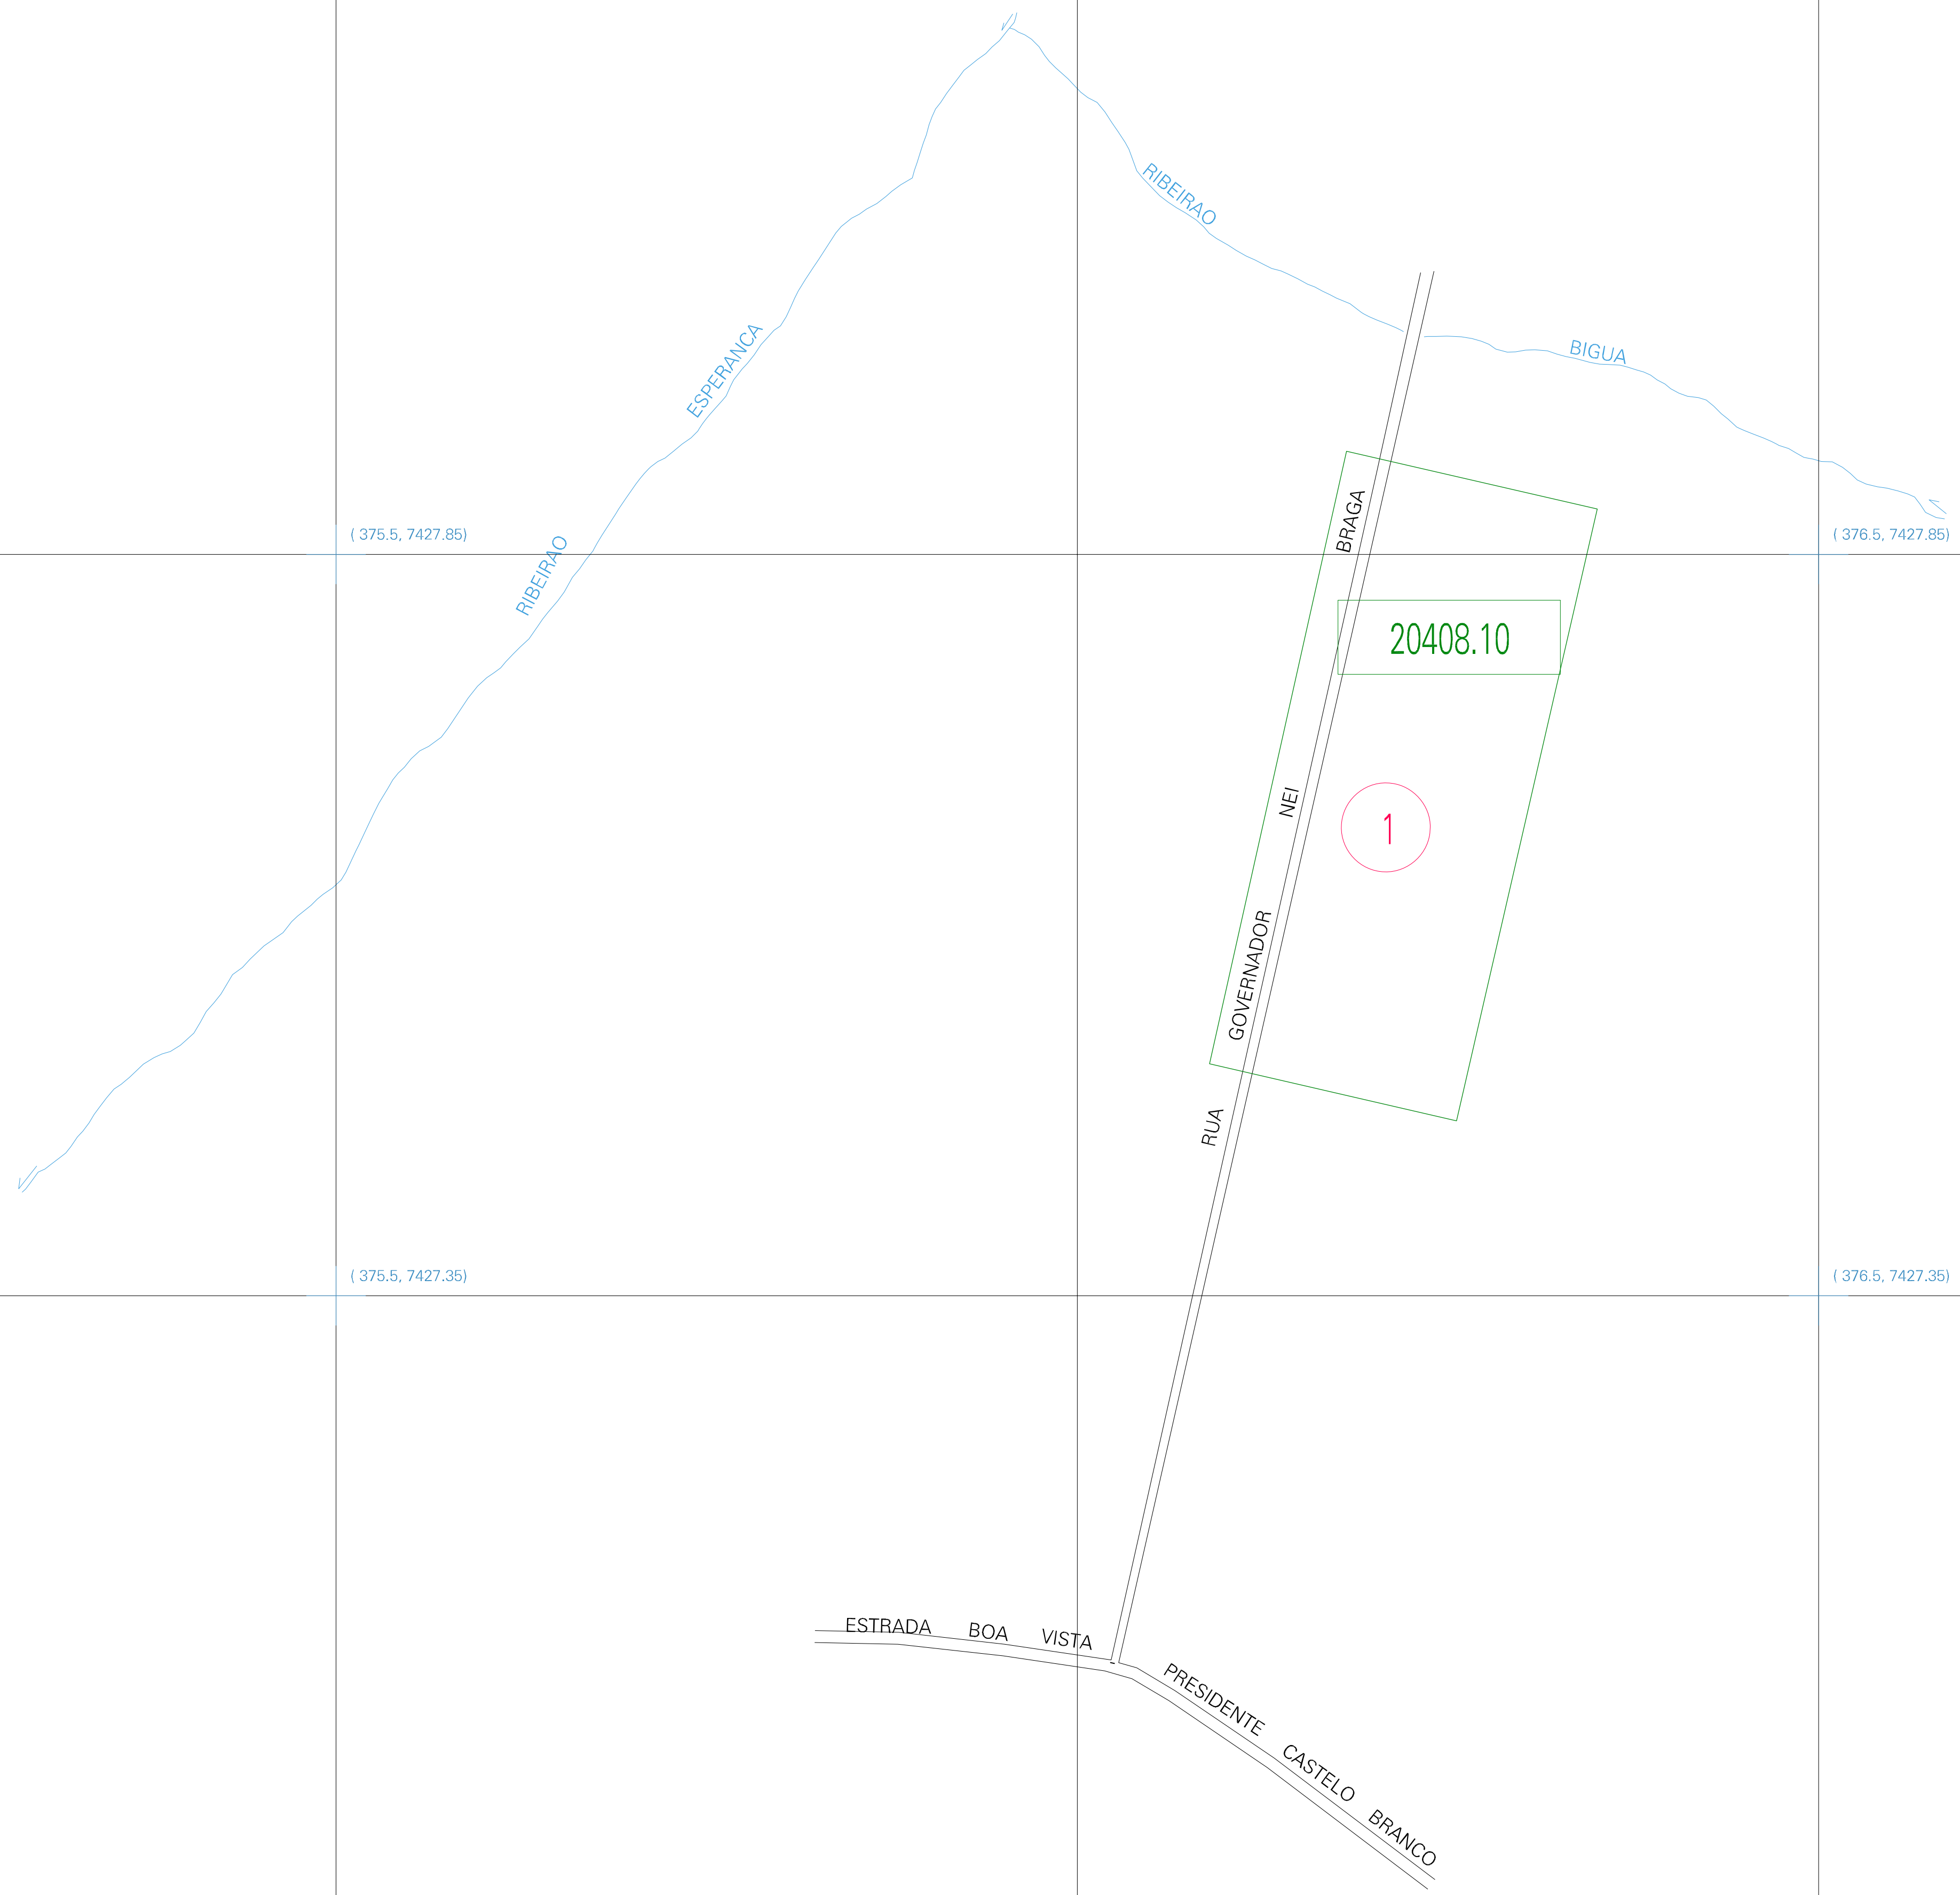 RIBEIRAO
BIGUA
ESPERANCA
RIBEIRAO
( 375.5, 7427.85)
( 376.5, 7427.85)
20408.10
1
RUA GOVERNADOR NEI BRAGA
( 375.5, 7427.35)
( 376.5, 7427.35)
ESTRADA BOA VISTA
PRESIDENTE CASTELO BRANCO